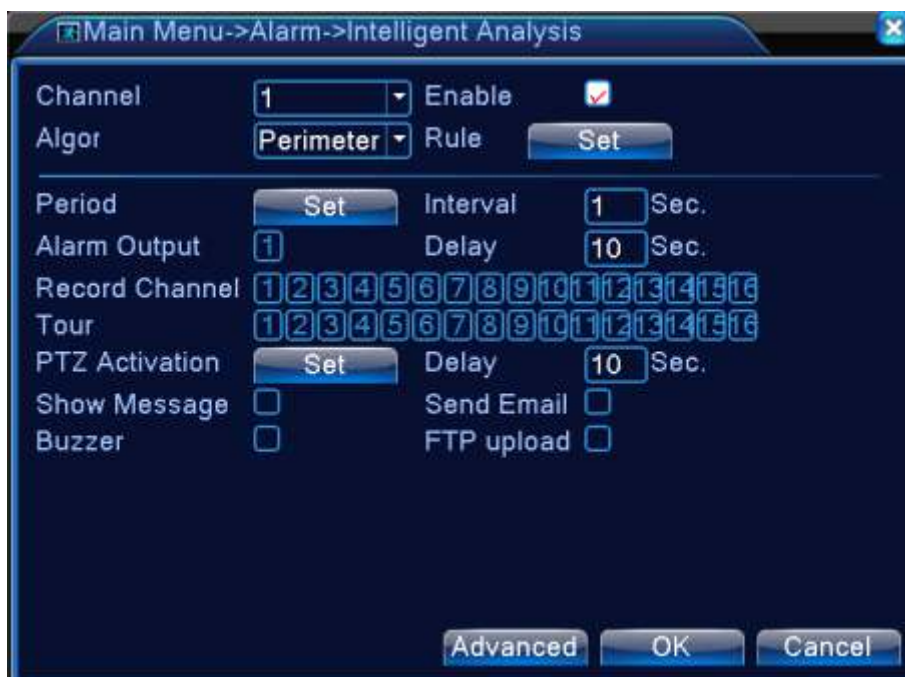 Main Menu->Alarm->Intelligent Analysis
Channel 1 Enable
Algor Perimeter Rule Set
Period Set Interval 1 Sec.
Alarm Output 1 Delay 10 Sec.
Record Channel 1 2 3 4 5 6 7 8 9 10 11 12 13 14 15 16
Tour 1 2 3 4 5 6 7 8 9 10 11 12 13 14 15 16
PTZ Activation Set Delay 10 Sec.
Show Message Send Email
Buzzer FTP upload
Advanced OK Cancel